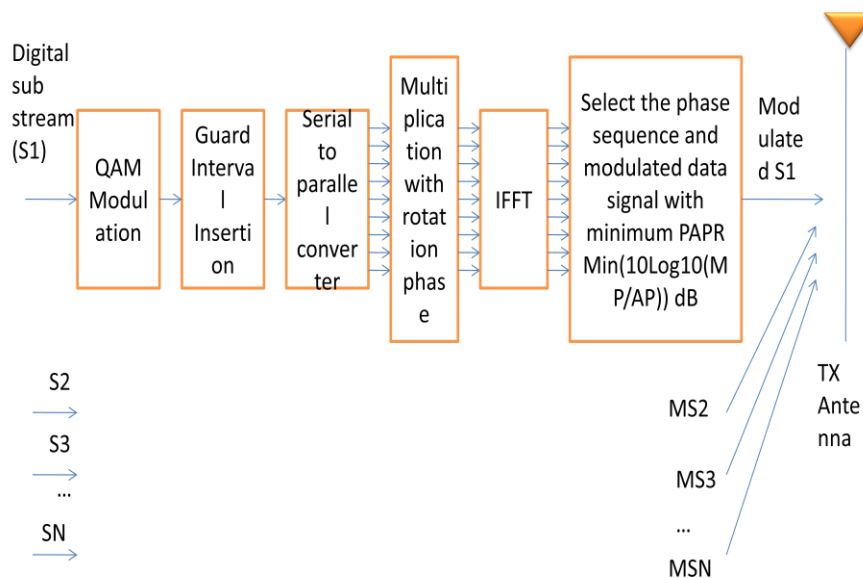 Digital
sub
stream
(S1)
QAM
Modul
ation
Guard
Interva
l
Inserti
on
Serial
to
paralle
l
conver
ter
Multi
plicati
on
with
rotat
ion
phas
e
IFFT
Select the phase
sequence and
modulated data
signal with
minimum PAPR
Min(10Log10(M
P/AP)) dB
Mod
ulate
d S1
TX
Ante
nna
S2
S3
...
SN
MS2
MS3
...
MSN